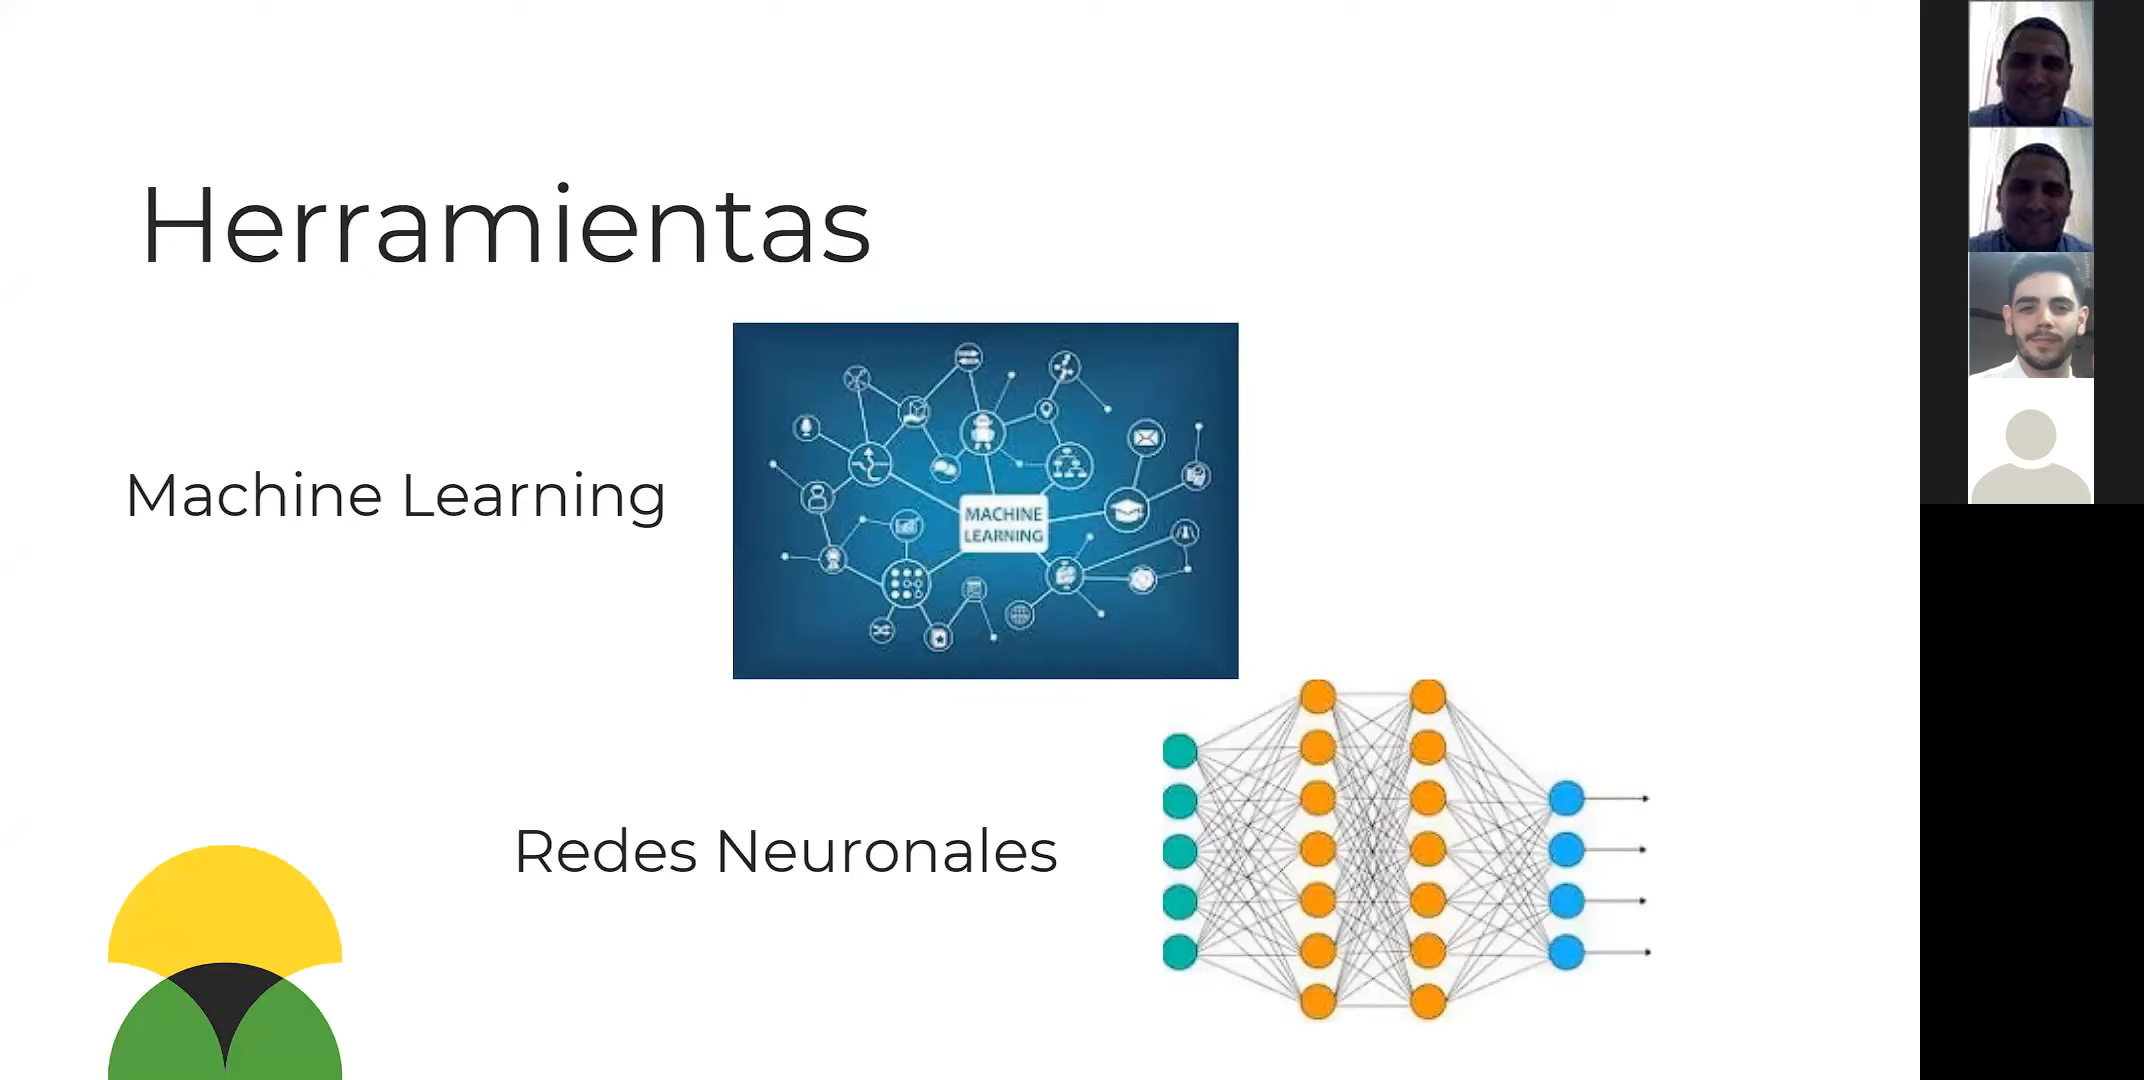 Herramientas
Machine Learning
MACHINE
LEARNING
Redes Neuronales